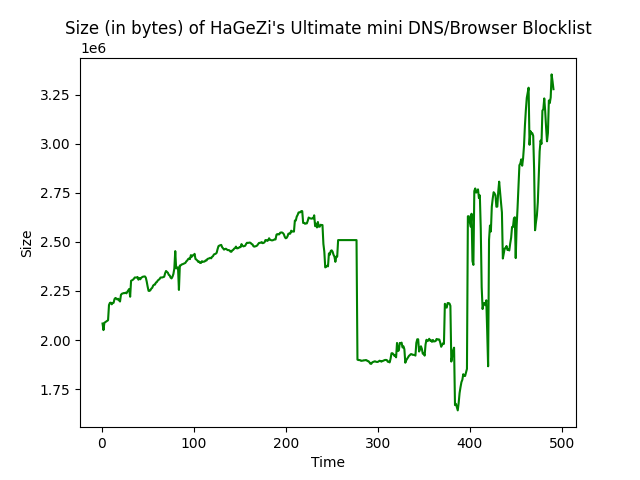 Size (in bytes) of HaGeZi's Ultimate mini DNS/Browser Blocklist
1e6
3.25
3.00
2.75
2.50
2.25
2.00
1.75
Size
0 100 200 300 400 500
Time